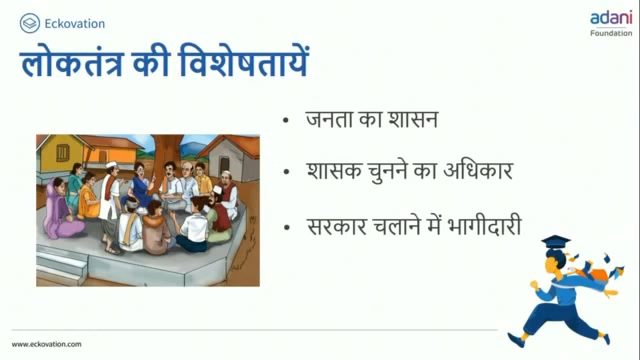 Eckovation
adani
Foundation
लोकतंत्र की विशेषतायें
• जनता का शासन
• शासक चुनने का अधिकार
• सरकार चलाने में भागीदारी
www.eckovation.com